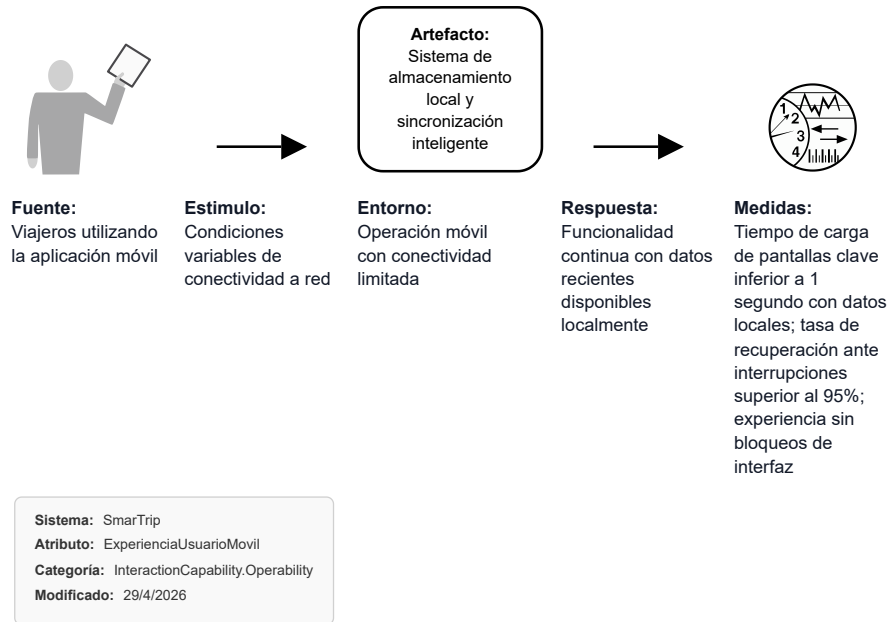 Artefacto:
Sistema de
almacenamiento
local y
sincronización
inteligente
1
2
3
4
Fuente:
Viajeros utilizando
la aplicación móvil
Estimulo:
Condiciones
variables de
conectividad a red
Entorno:
Operación móvil
con conectividad
limitada
Respuesta:
Funcionalidad
continua con datos
recientes
disponibles
localmente
Medidas:
Tiempo de carga
de pantallas clave
inferior a 1
segundo con datos
locales; tasa de
recuperación ante
interrupciones
superior al 95%;
experiencia sin
bloqueos de
interfaz
Sistema: SmarTrip
Atributo: ExperienciaUsuarioMovil
Categoría: InteractionCapability.Operability
Modificado: 29/4/2026